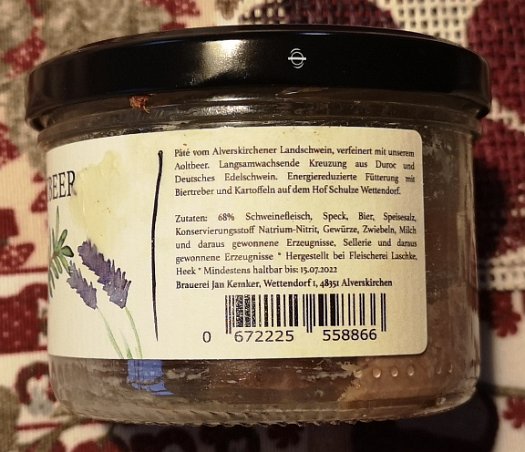 BEER
Pâté vom Alverskirchener Landschwein, verfeinert mit unserem
Aoltbeer. Langsamwachsende Kreuzung aus Duroc und
Deutsches Edelschwein. Energiereduzierte Fütterung mit
Biertreber und Kartoffeln auf dem Hof Schulze Wettendorf.
Zutaten: 68% Schweinefleisch, Speck, Bier, Speisesalz,
Konservierungsstoff Natrium-Nitrit, Gewürze, Zwiebeln, Milch
und daraus gewonnene Erzeugnisse, Sellerie und danus
gewonnene Erzeugnisse * Hergestellt bei Fleischerei Laschke,
Heek * Mindestens haltbar bis: 15.07.2022
Brauerei Jan Kemker, Wettendorf 1, 48351 Alverskirchen
0 672225 558866